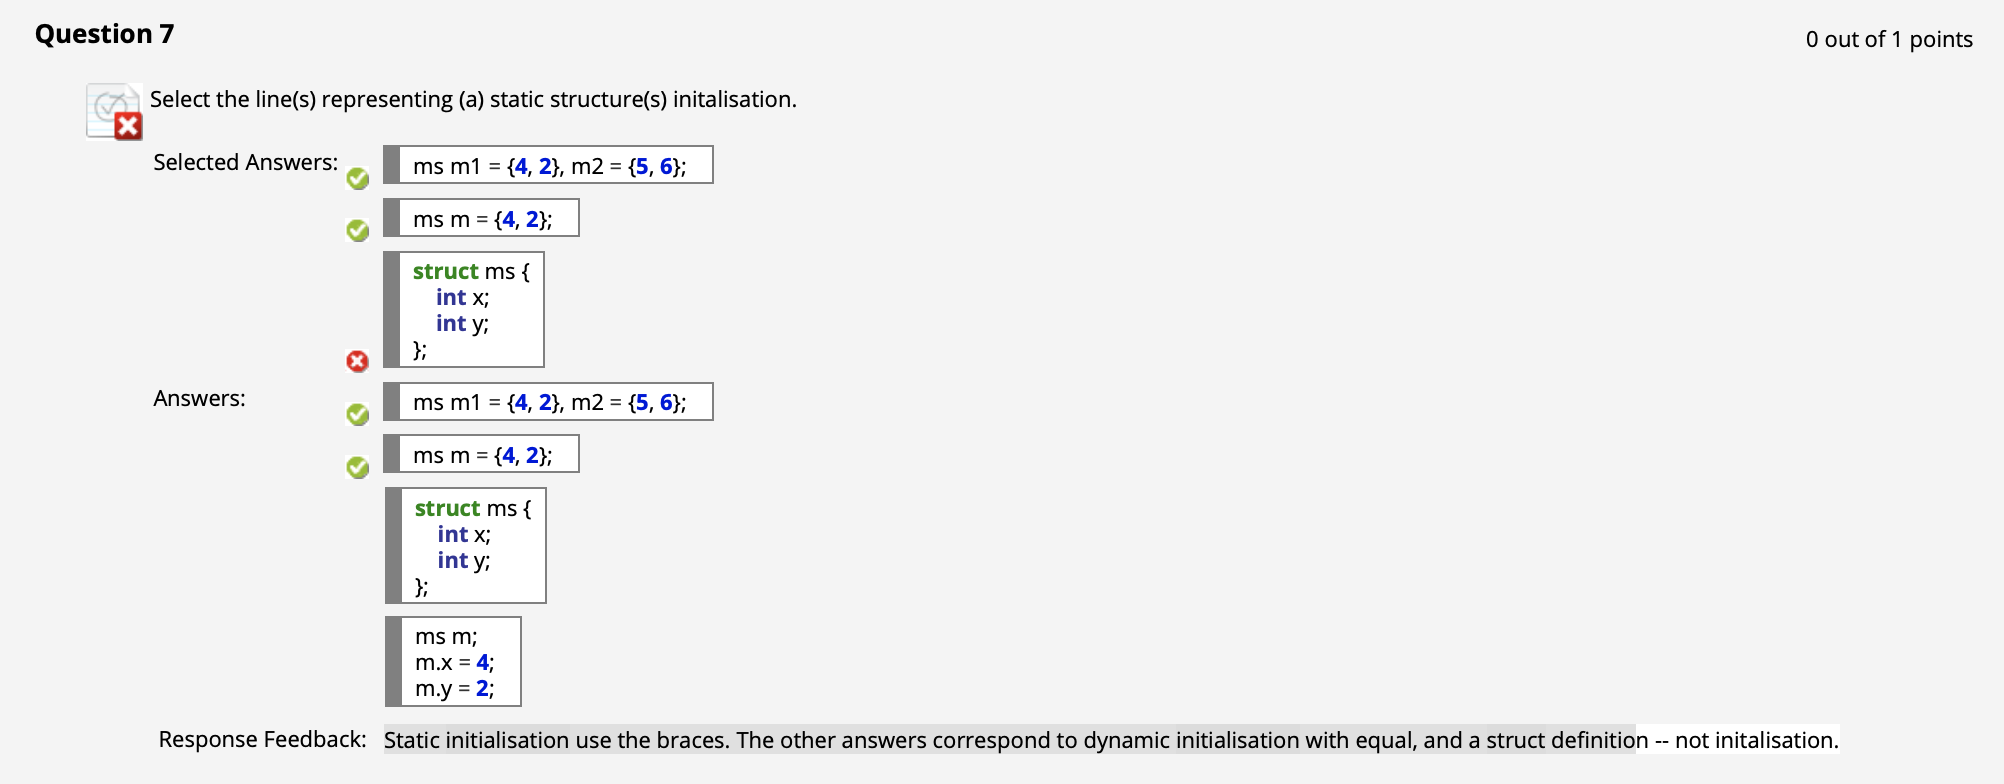 Question 7
0 out of 1 points
Select the line(s) representing (a) static structure(s) initalisation.
Selected Answers:
ms m1 = {4, 2}, m2 = {5, 6};
ms m = {4, 2};
struct ms {
int x;
int y;
};
Answers:
ms m1 = {4, 2}, m2 = {5, 6};
ms m = {4, 2};
struct ms {
int x;
int y;
};
ms m;
m.x = 4;
m.y = 2;
Response Feedback:
Static initialisation use the braces. The other answers correspond to dynamic initialisation with equal, and a struct definition -- not initalisation.